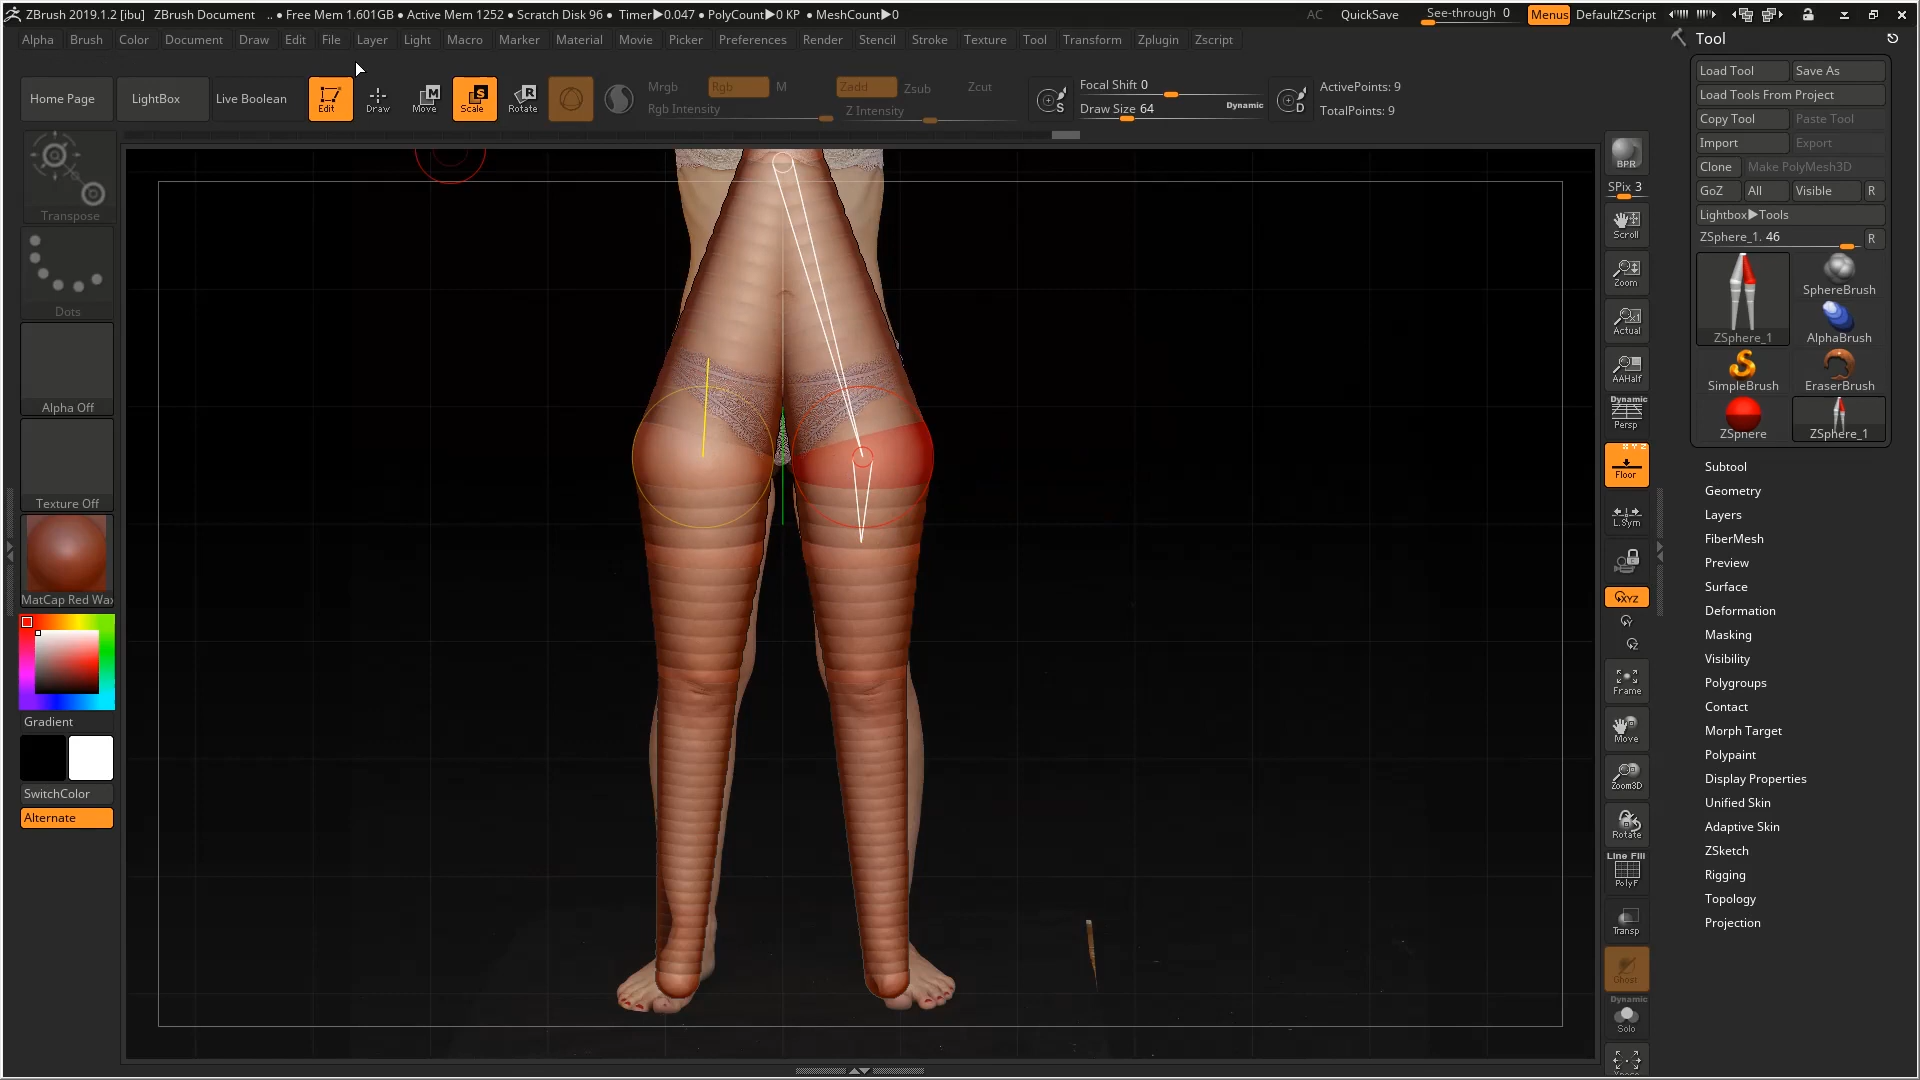 ZBrush 2019.1.2 [ibu] ZBrush Document .. • Free Mem 1.601GB • Active Mem 1252 • Scratch Disk 96 • Timer▶0.047 • PolyCount▶0 KP • MeshCount▶0 AC QuickSave See-through 0 Menus DefaultZScript
Alpha Brush Color Document Draw Edit File Layer Light Macro Marker Material Movie Picker Preferences Render Stencil Stroke Texture Tool Transform Zplugin Zscript
Home Page LightBox Live Boolean Edit Draw Move Scale Rotate
Mrgb Rgb M Zadd Zsub Zcut
Rgb Intensity Z Intensity
Focal Shift 0
Draw Size 64 Dynamic
ActivePoints: 9
TotalPoints: 9
Transpose
Dots
Alpha Off
Texture Off
MatCap Red Wax
Gradient
SwitchColor
Alternate
BPR
SPix 3
Scroll
Zoom
Actual
AAHalf
Dynamic
Persp
X Y Z
Floor
L.Sym
XYZ
Y
Z
Frame
Move
Zoom3D
Rotate
Line Fill
PolyF
Transp
Ghost
Dynamic
Solo
Xpose
Tool
Load Tool Save As
Load Tools From Project
Copy Tool Paste Tool
Import Export
Clone Make PolyMesh3D
GoZ All Visible R
Lightbox▶Tools
ZSphere_1. 46 R
ZSphere_1 SphereBrush
AlphaBrush
SimpleBrush EraserBrush
ZSphere ZSphere_1
Subtool
Geometry
Layers
FiberMesh
Preview
Surface
Deformation
Masking
Visibility
Polygroups
Contact
Morph Target
Polypaint
Display Properties
Unified Skin
Adaptive Skin
ZSketch
Rigging
Topology
Projection